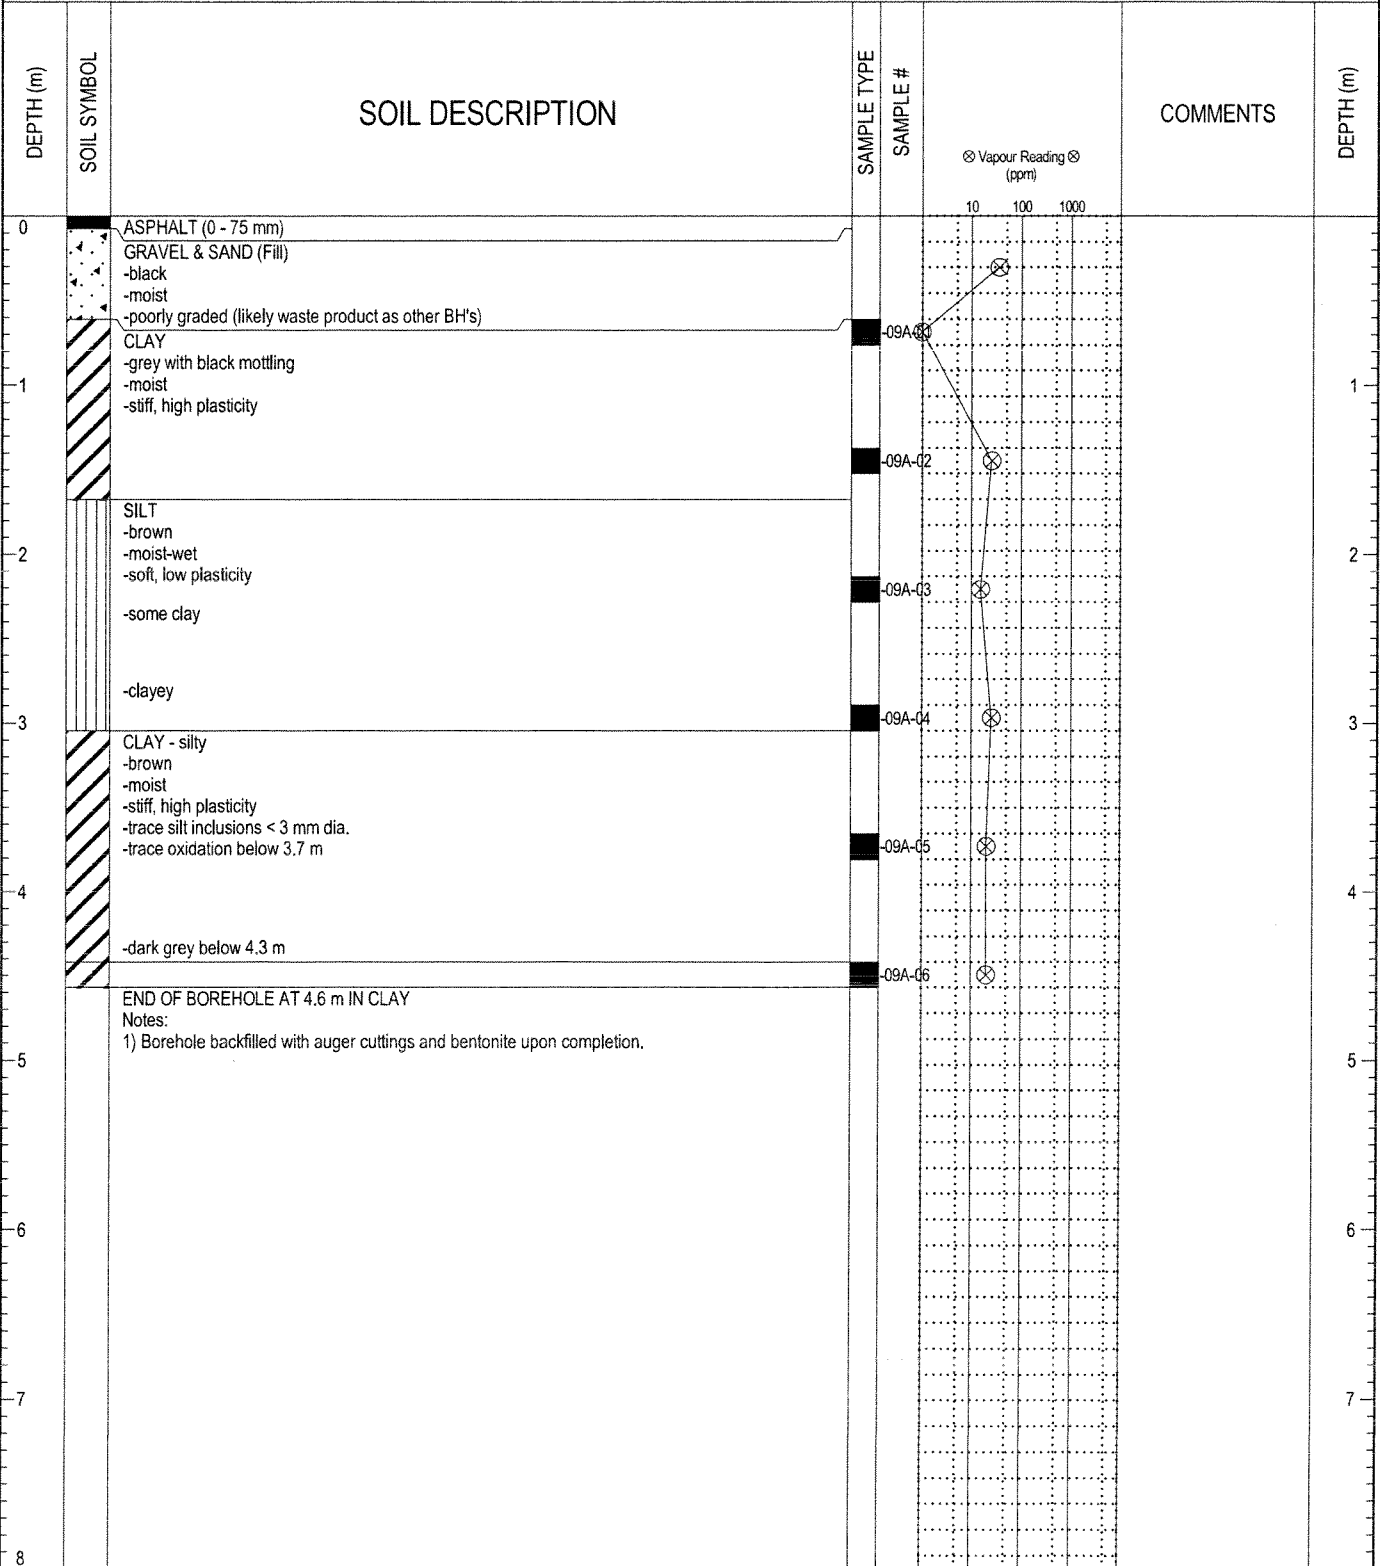 DEPTH (m)
SOIL SYMBOL
SOIL DESCRIPTION
SAMPLE TYPE
SAMPLE #
⊗ Vapour Reading ⊗
(ppm)
10 100 1000
COMMENTS
DEPTH (m)
0
ASPHALT (0 - 75 mm)
GRAVEL & SAND (Fill)
-black
-moist
-poorly graded (likely waste product as other BH's)
CLAY
-09A-
-grey with black mottling
-moist
1
1
-stiff, high plasticity
-09A-02
SILT
-brown
-moist-wet
2
2
-soft, low plasticity
-09A-03
-some clay
-clayey
-09A-04
3
3
CLAY - silty
-brown
-moist
-stiff, high plasticity
-trace silt inclusions < 3 mm dia.
-trace oxidation below 3.7 m
-09A-05
4
4
-dark grey below 4.3 m
-09A-06
END OF BOREHOLE AT 4.6 m IN CLAY
Notes:
1) Borehole backfilled with auger cuttings and bentonite upon completion.
5
5
6
6
7
7
8